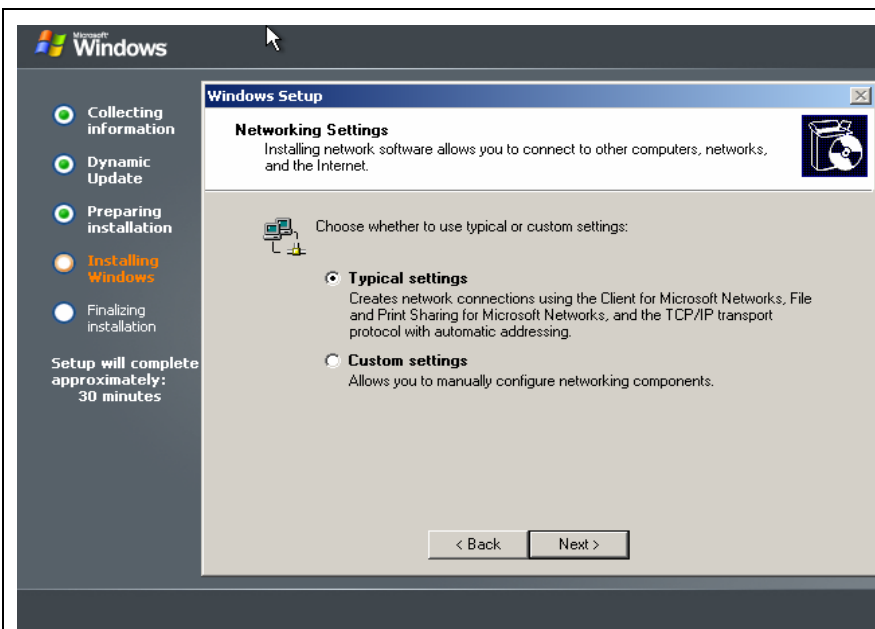 Microsoft
Windows
Collecting
information
Dynamic
Update
Preparing
installation
Installing
Windows
Finalizing
installation
Setup will complete
approximately:
30 minutes
Windows Setup
Networking Settings
Installing network software allows you to connect to other computers, networks,
and the Internet.
Choose whether to use typical or custom settings:
Typical settings
Creates network connections using the Client for Microsoft Networks, File
and Print Sharing for Microsoft Networks, and the TCP/IP transport
protocol with automatic addressing.
Custom settings
Allows you to manually configure networking components.
< Back
Next >